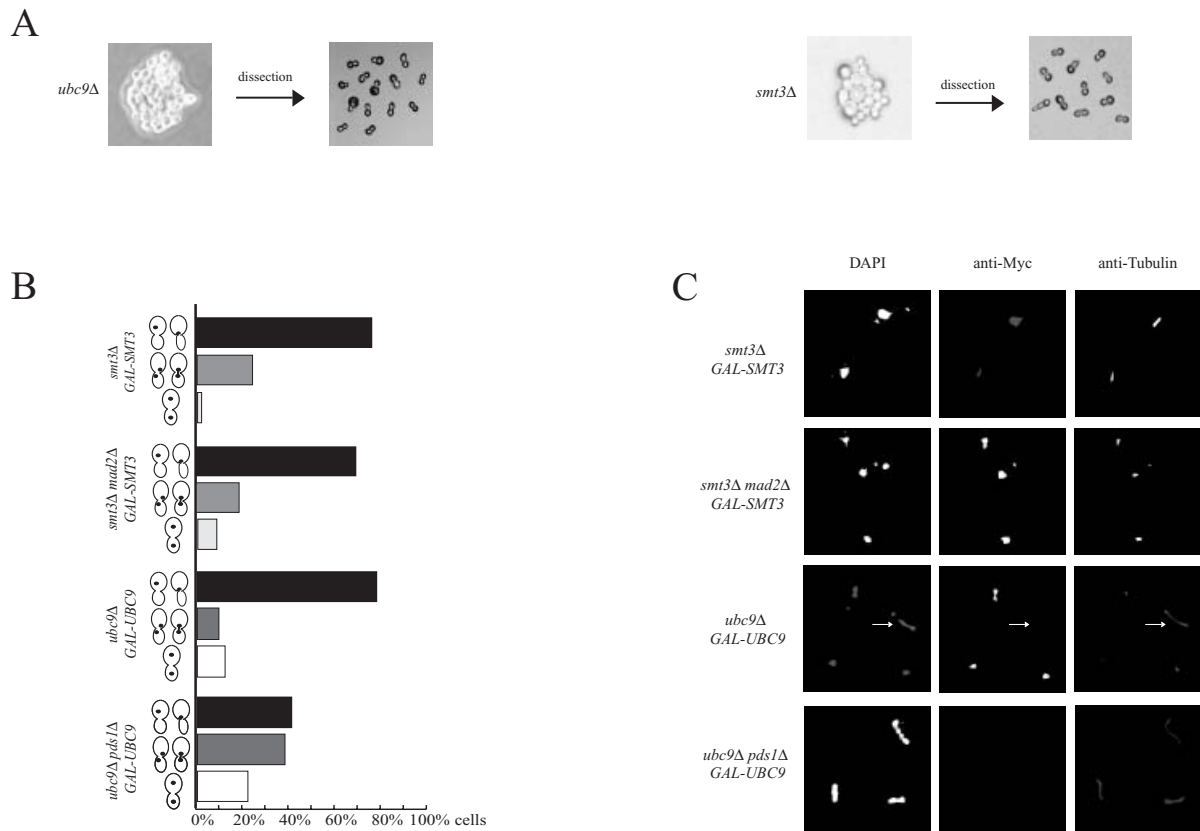 A
ubc9Δ
dissection
smt3Δ
dissection
B
smt3Δ
GAL-SMT3
smt3Δ mad2Δ
GAL-SMT3
ubc9Δ
GAL-UBC9
ubc9Δ pds1Δ
GAL-UBC9
0% 20% 40% 60% 80% 100% cells
C
DAPI anti-Myc anti-Tubulin
smt3Δ
GAL-SMT3
smt3Δ mad2Δ
GAL-SMT3
ubc9Δ
GAL-UBC9
ubc9Δ pds1Δ
GAL-UBC9